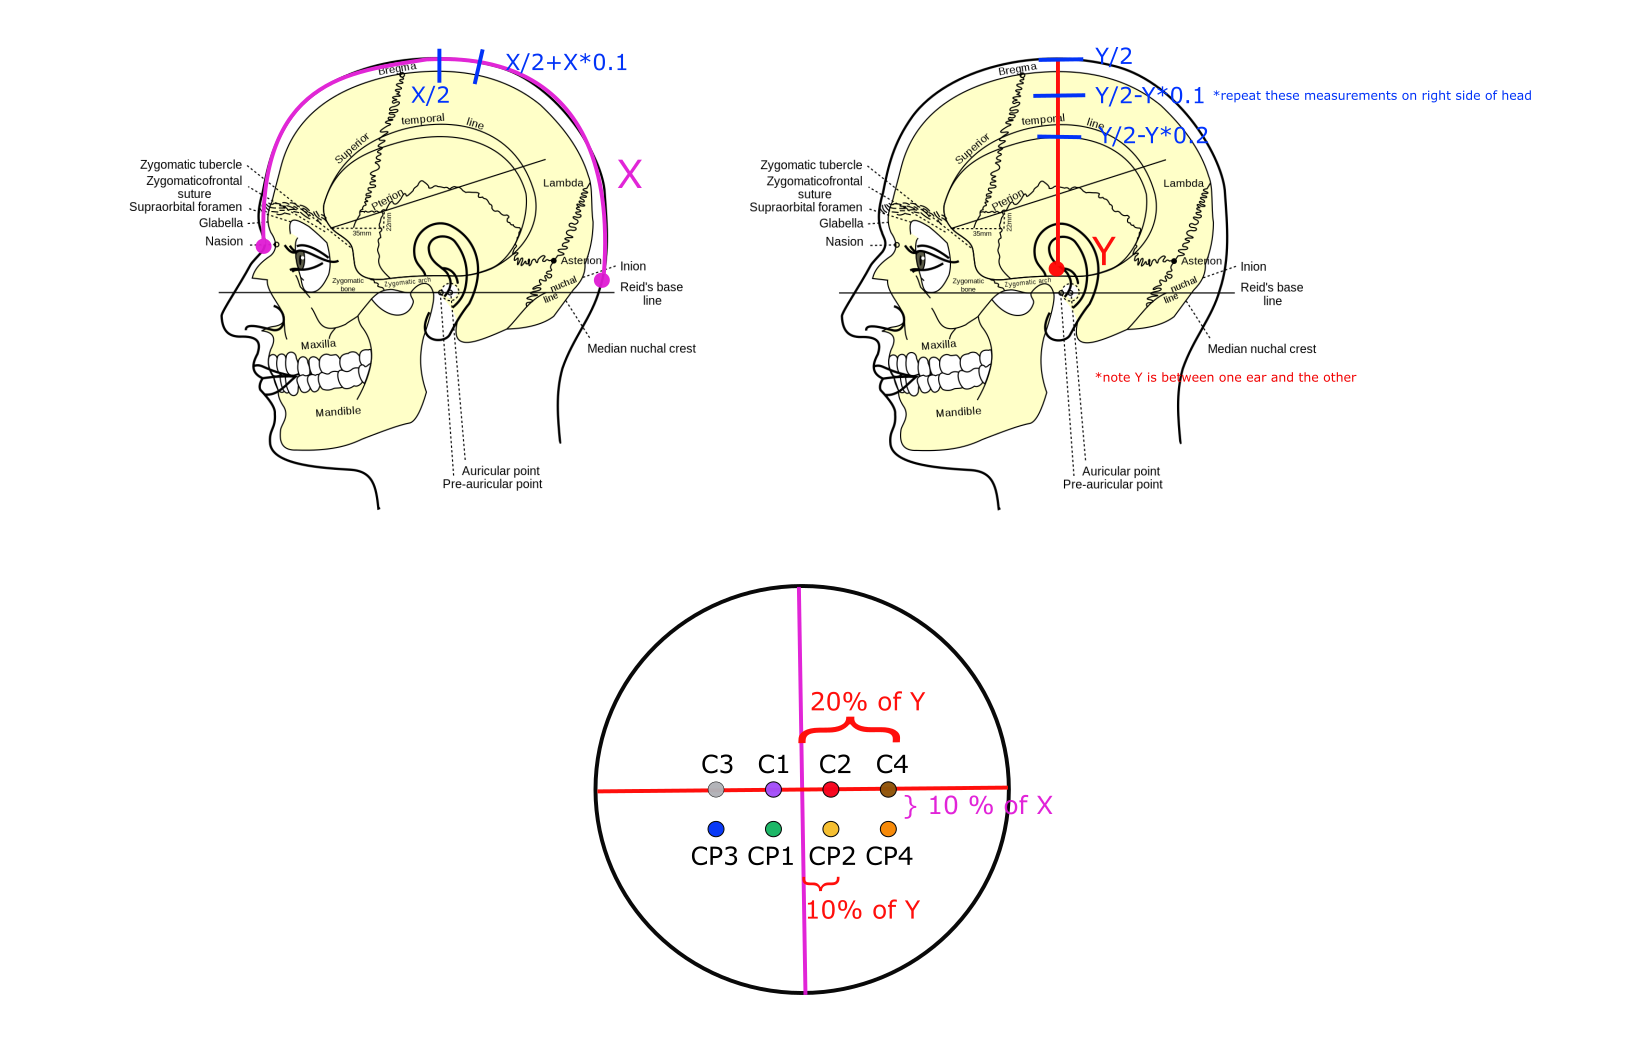 Bregma
X/2+X*0.1
X/2
Superior
temporal
line
X
Zygomatic tubercle
Zygomaticofrontal
suture
Supraorbital foramen
Glabella
Nasion
Lambda
Pterion
35mm
22mm
Asterion
Inion
Zygomatic
bone
Zygomatic arch
nuchal
line
Reid's base
line
Maxilla
Median nuchal crest
Mandible
Auricular point
Pre-auricular point
Bregma
Y/2
Y/2-Y*0.1
*repeat these measurements on right side of head
Y/2-Y*0.2
Superior
temporal
line
Zygomatic tubercle
Zygomaticofrontal
suture
Supraorbital foramen
Glabella
Nasion
Lambda
Pterion
35mm
22mm
Y
Asterion
Inion
Zygomatic
bone
Zygomatic arch
nuchal
line
Reid's base
line
Maxilla
Median nuchal crest
*note Y is between one ear and the other
Mandible
Auricular point
Pre-auricular point
20% of Y
C3 C1 C2 C4
} 10 % of X
CP3 CP1 CP2 CP4
10% of Y